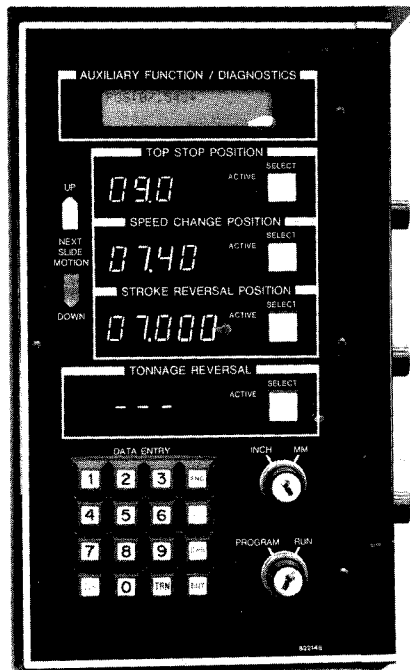 AUXILIARY FUNCTION / DIAGNOSTICS
TOP STOP POSITION
SELECT
ACTIVE
09.0
UP
SPEED CHANGE POSITION
SELECT
ACTIVE
07.40
NEXT
SLIDE
MOTION
STROKE REVERSAL POSITION
SELECT
ACTIVE
07.000
DOWN
TONNAGE REVERSAL
SELECT
ACTIVE
---
DATA ENTRY
INCH MM
1 2 3 FNC
4 5 6
7 8 9
0 TRN ENT
PROGRAM RUN